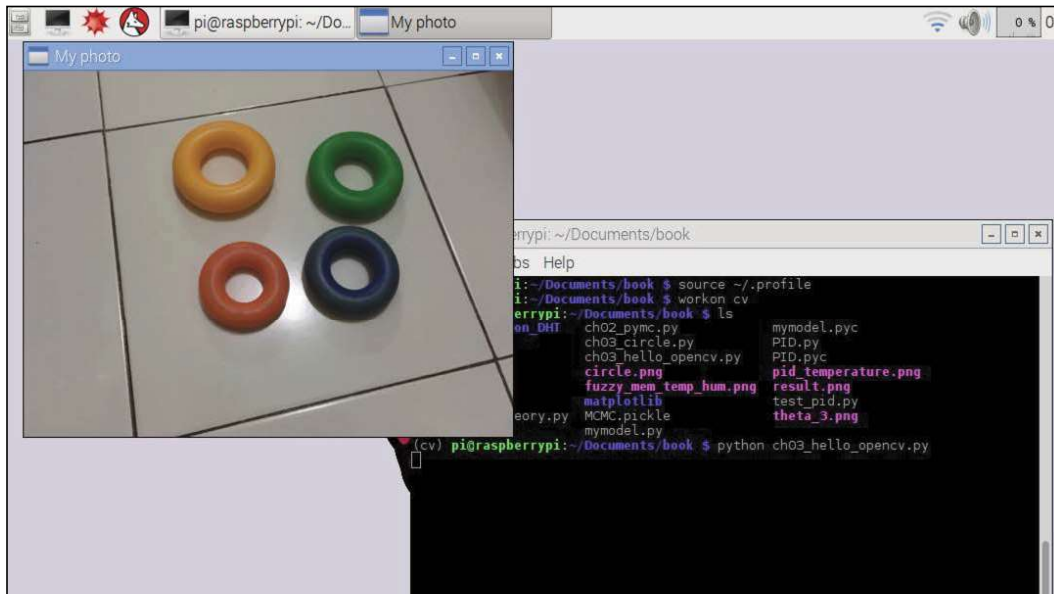 pi@raspberrypi: ~/Do...
My photo
0 %
0
My photo
errypi: ~/Documents/book
bs Help
i:~/Documents/book $ source ~/.profile
i:~/Documents/book $ workon cv
errypi:~/Documents/book $ ls
on_DHT ch02_pymc.py mymodel.pyc
ch03_circle.py PID.py
ch03_hello_opencv.py PID.pyc
circle.png pid_temperature.png
fuzzy_mem_temp_hum.png result.png
matplotlib test_pid.py
eory.py MCMC.pickle theta_3.png
mymodel.py
(cv) pi@raspberrypi:~/Documents/book $ python ch03_hello_opencv.py